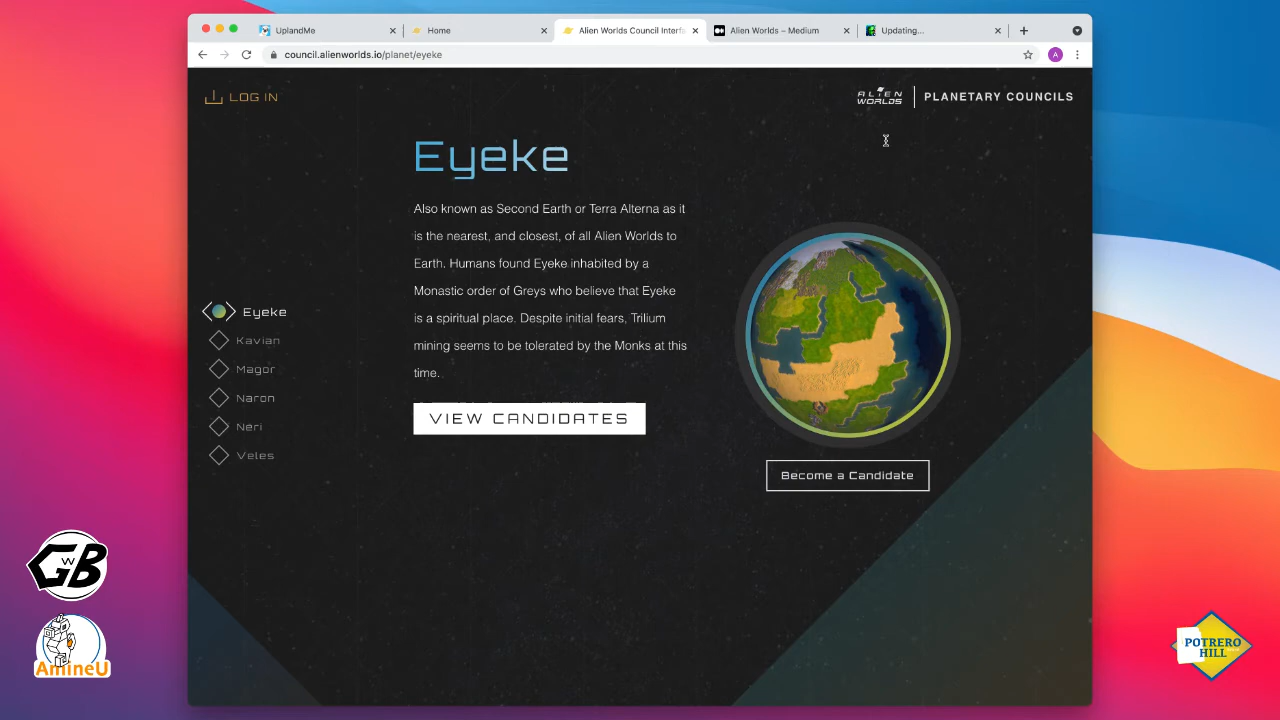 UplandMe
Home
Alien Worlds Council Interf
Alien Worlds – Medium
Updating...
council.alienworlds.io/planet/eyeke
A
LOG IN
ALIEN
WORLDS
PLANETARY COUNCILS
Eyeke
Also known as Second Earth or Terra Alterna as it
is the nearest, and closest, of all Alien Worlds to
Earth. Humans found Eyeke inhabited by a
Monastic order of Greys who believe that Eyeke
is a spiritual place. Despite initial fears, Trilium
mining seems to be tolerated by the Monks at this
time.
VIEW CANDIDATES
Become a Candidate
Eyeke
Kavian
Magor
Naron
Neri
Veles
GWB
AmineU
POTRERO
HILL